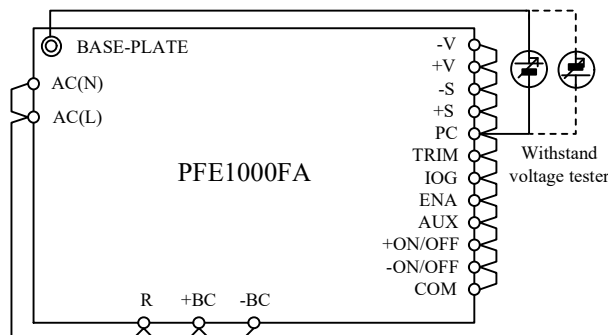 BASE-PLATE
AC(N)
AC(L)
PFE1000FA
-V
+V
-S
+S
PC
TRIM
IOG
ENA
AUX
+ON/OFF
-ON/OFF
COM
Withstand
voltage tester
R
+BC
-BC